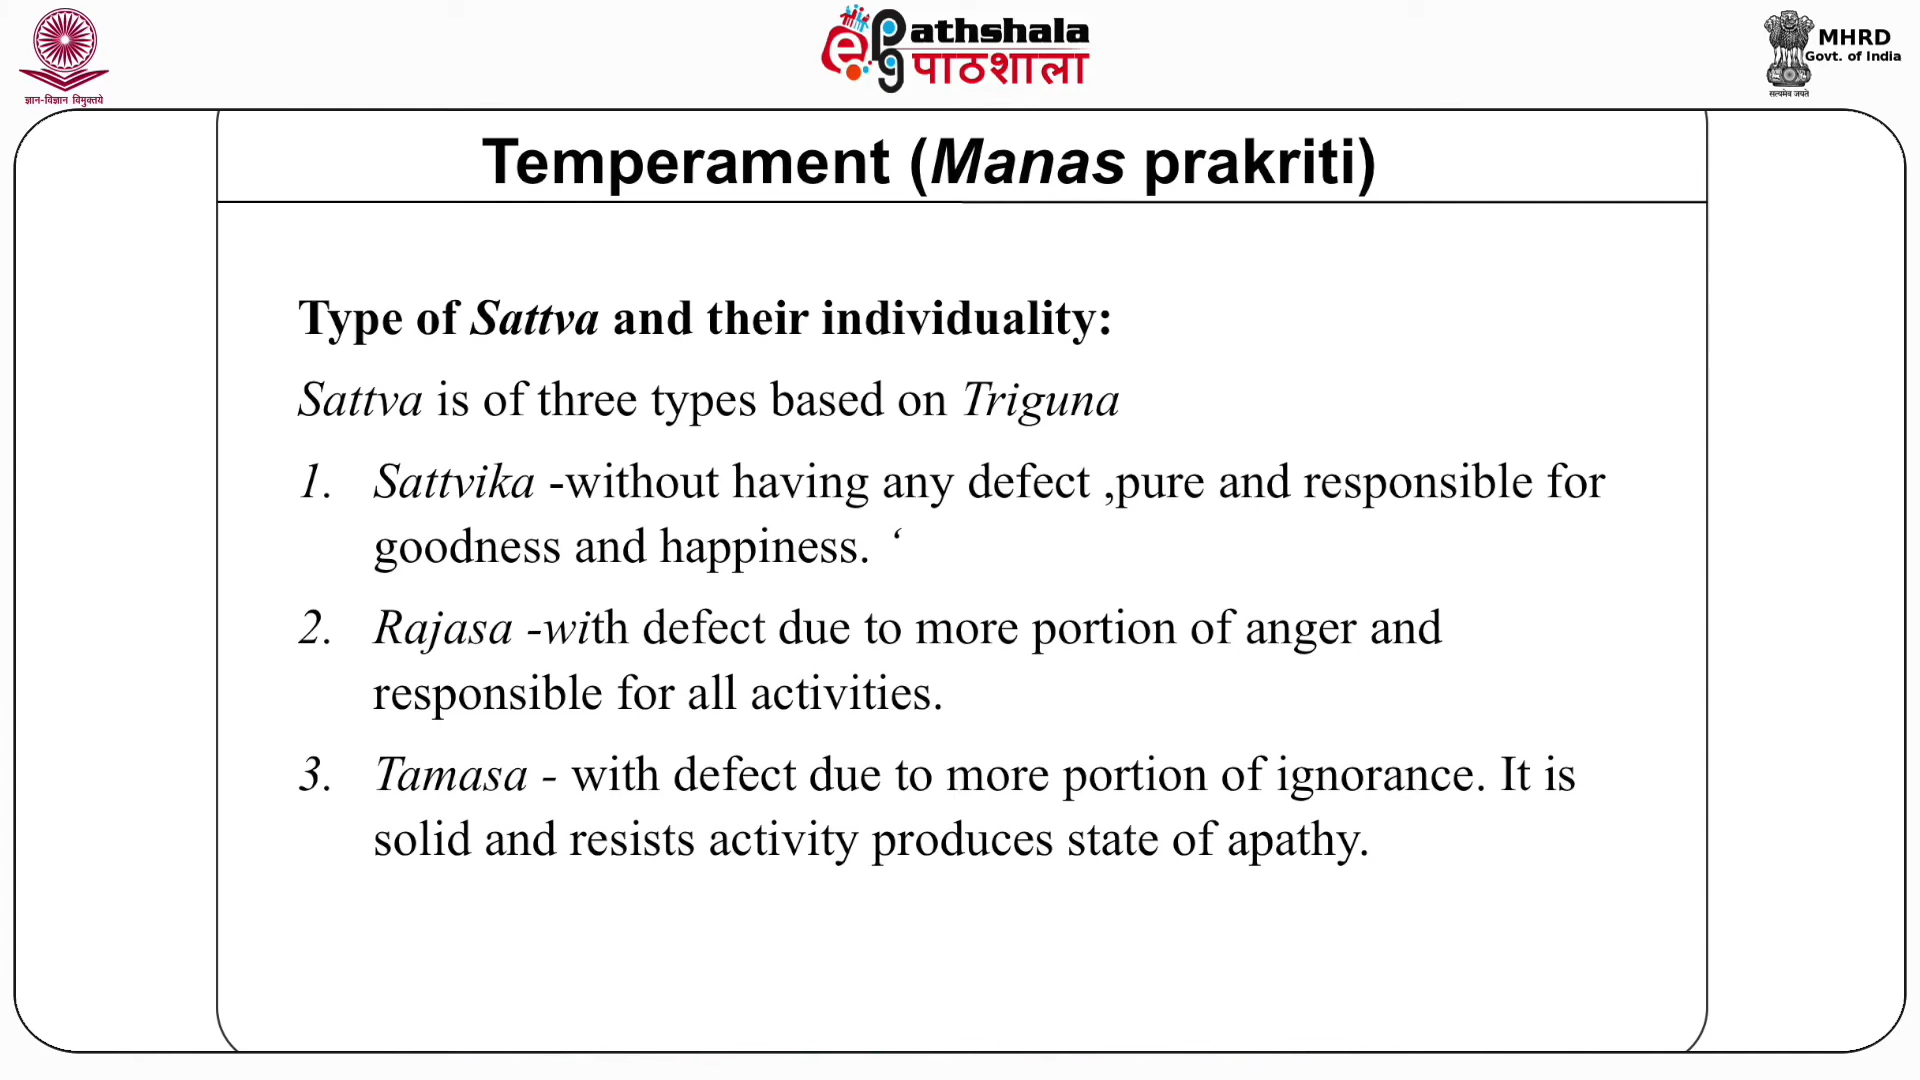 ज्ञान-विज्ञान विमुक्तये
ePG Pathshala
पाठशाला
MHRD
Govt. of India
सत्यमेव जयते
Temperament (Manas prakriti)
Type of Sattva and their individuality:
Sattva is of three types based on Triguna
1. Sattvika -without having any defect ,pure and responsible for
goodness and happiness. ‘
2. Rajasa -with defect due to more portion of anger and
responsible for all activities.
3. Tamasa - with defect due to more portion of ignorance. It is
solid and resists activity produces state of apathy.